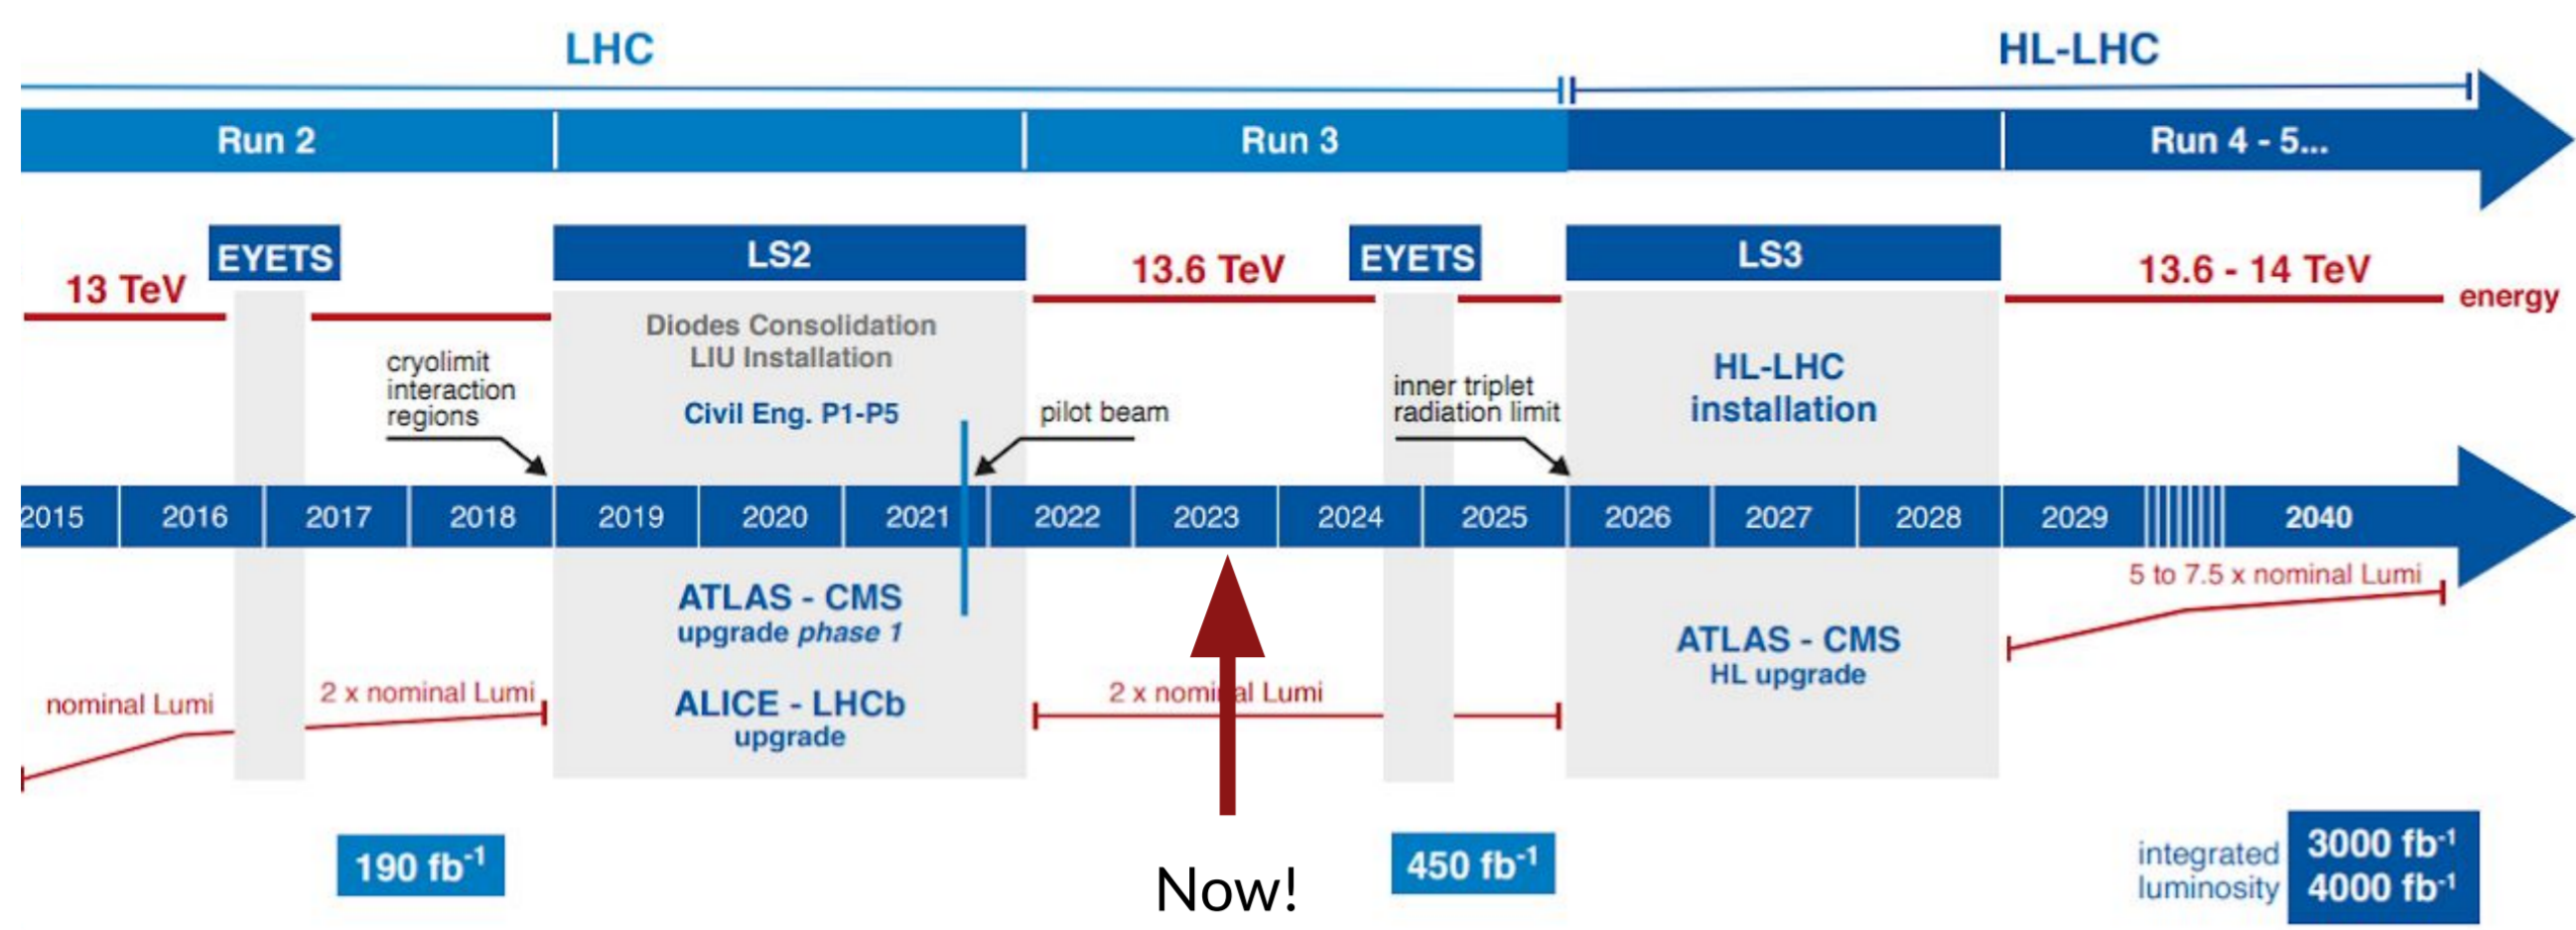 LHC
HL-LHC
Run 2
Run 3
Run 4 - 5...
EYETS
LS2
EYETS
LS3
13 TeV
13.6 TeV
13.6 - 14 TeV
energy
Diodes Consolidation
LIU Installation
Civil Eng. P1-P5
cryolimit
interaction
regions
pilot beam
inner triplet
radiation limit
HL-LHC
installation
2015
2016
2017
2018
2019
2020
2021
2022
2023
2024
2025
2026
2027
2028
2029
2040
5 to 7.5 x nominal Lumi
ATLAS - CMS
upgrade phase 1
ALICE - LHCb
upgrade
ATLAS - CMS
HL upgrade
nominal Lumi
2 x nominal Lumi
2 x nominal Lumi
190 fb-1
Now!
450 fb-1
integrated
luminosity
3000 fb-1
4000 fb-1